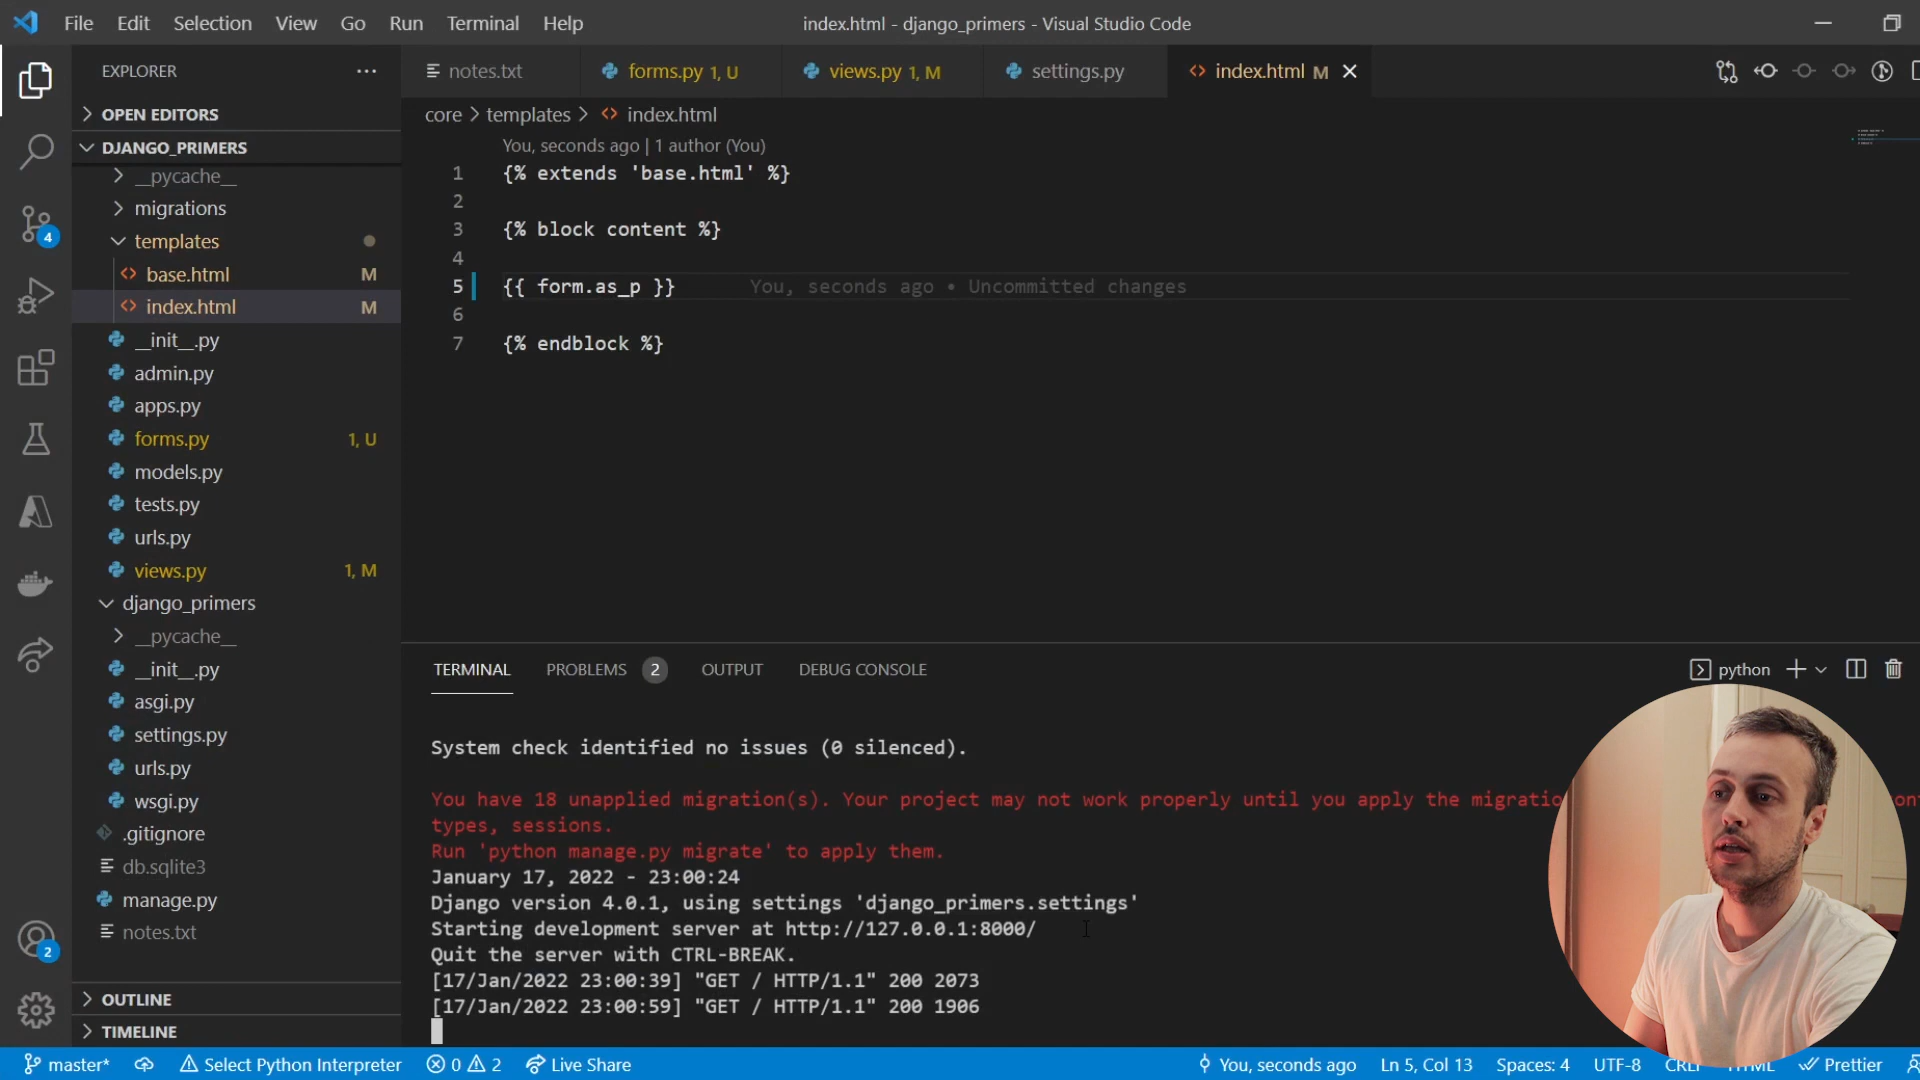 File Edit Selection View Go Run Terminal Help
index.html - django_primers - Visual Studio Code
EXPLORER
notes.txt
forms.py 1, U
views.py 1, M
settings.py
index.html M
OPEN EDITORS
DJANGO_PRIMERS
__pycache__
migrations
templates
base.html M
index.html M
__init__.py
admin.py
apps.py
forms.py 1, U
models.py
tests.py
urls.py
views.py 1, M
django_primers
__pycache__
__init__.py
asgi.py
settings.py
urls.py
wsgi.py
.gitignore
db.sqlite3
manage.py
notes.txt
OUTLINE
TIMELINE
4
2
core > templates > index.html
You, seconds ago | 1 author (You)
1 {% extends 'base.html' %}
2
3 {% block content %}
4
5 {{ form.as_p }} You, seconds ago • Uncommitted changes
6
7 {% endblock %}
TERMINAL PROBLEMS 2 OUTPUT DEBUG CONSOLE
python
System check identified no issues (0 silenced).
You have 18 unapplied migration(s). Your project may not work properly until you apply the
types, sessions.
Run 'python manage.py migrate' to apply them.
January 17, 2022 - 23:00:24
Django version 4.0.1, using settings 'django_primers.settings'
Starting development server at http://127.0.0.1:8000/
Quit the server with CTRL-BREAK.
[17/Jan/2022 23:00:39] "GET / HTTP/1.1" 200 2073
[17/Jan/2022 23:00:59] "GET / HTTP/1.1" 200 1906
master* Select Python Interpreter 0 2 Live Share You, seconds ago Ln 5, Col 13 Spaces: 4 UTF-8 Prettier